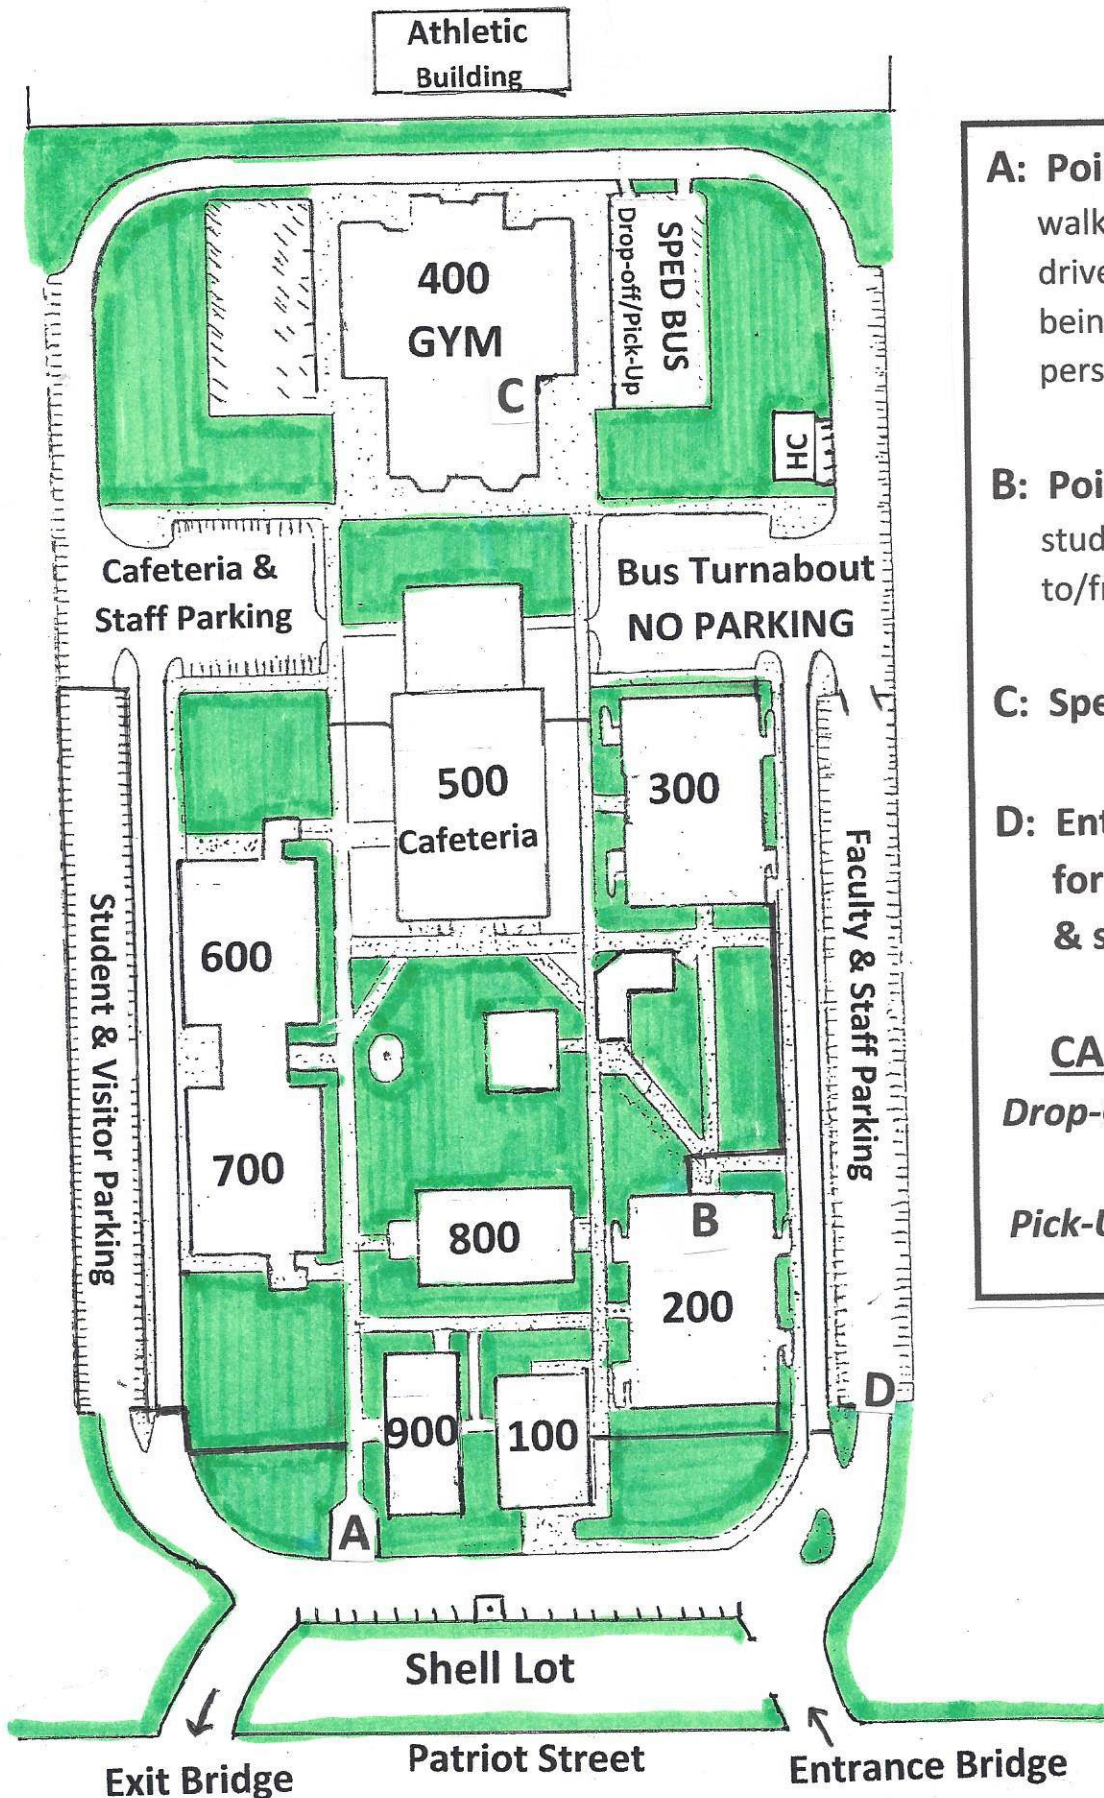 Athletic
Building
400
GYM
C
Drop-off/Pick-Up
SPED BUS
HC
Cafeteria &
Staff Parking
Bus Turnabout
NO PARKING
500
Cafeteria
300
600
700
Student & Visitor Parking
Faculty & Staff Parking
800
B
200
900
100
D
A
Shell Lot
Patriot Street
Exit Bridge
Entrance Bridge
A: Poi
walk
drive
bein
pers
B: Poi
stud
to/fr
C: Spe
D: Ent
for
& s
CA
Drop-
Pick-U